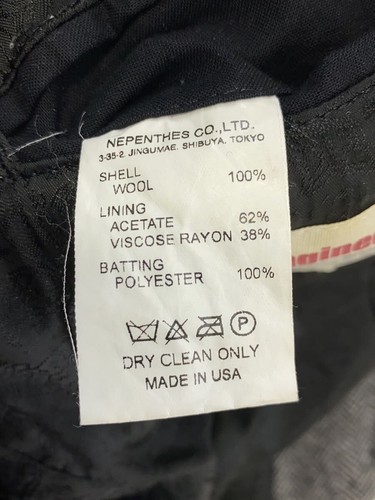 NEPENTHES CO.,LTD.
3-35-2 JINGUMAE, SHIBUYA, TOKYO
SHELL
WOOL 100%
LINING
ACETATE 62%
VISCOSE RAYON 38%
BATTING
POLYESTER 100%
P
DRY CLEAN ONLY
MADE IN USA